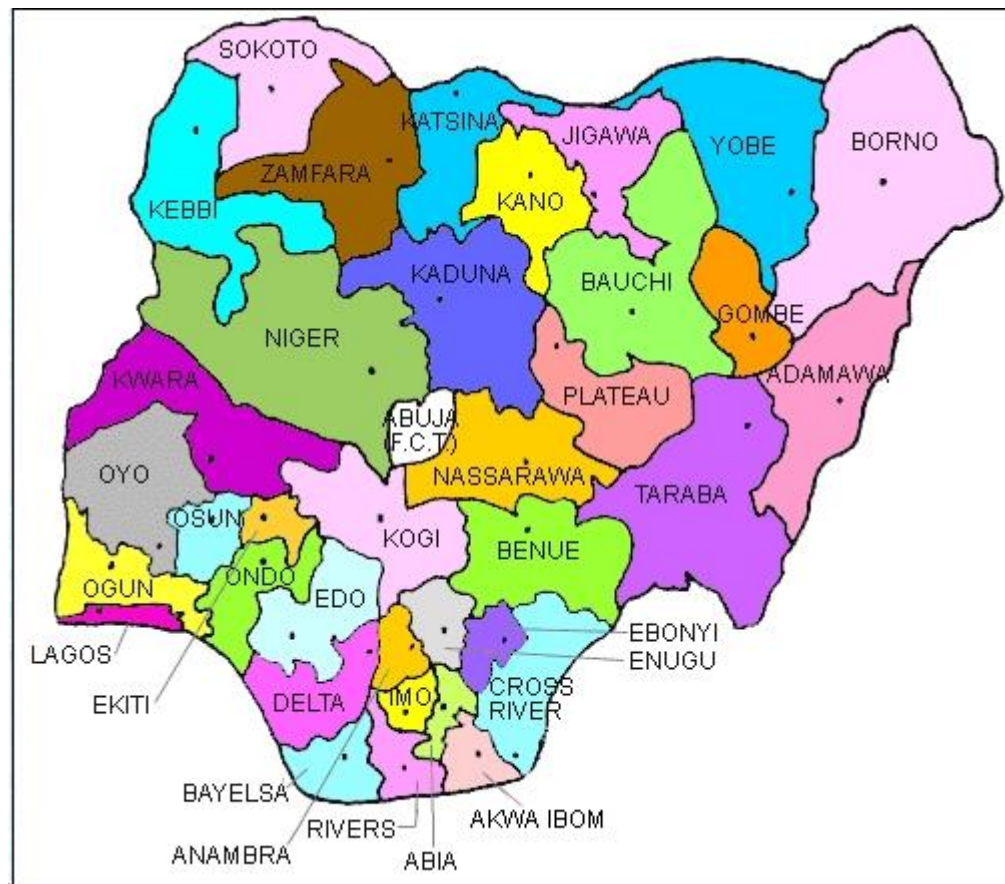 SOKOTO
KATSINA
JIGAWA
YOBE
BORNO
ZAMFARA
KANO
KEBBI
KADUNA
BAUCHI
GOMBE
NIGER
KWARA
ADAMAWA
PLATEAU
ABUJA
(F.C.T.)
OYO
NASSARAWA
TARABA
OSUN
KOGI
BENUE
OGUN
ONDO
EDO
EBONYI
LAGOS
ENUGU
EKITI
DELTA
IMO
CROSS
RIVER
BAYELSA
RIVERS
AKWA IBOM
ANAMBRA
ABIA